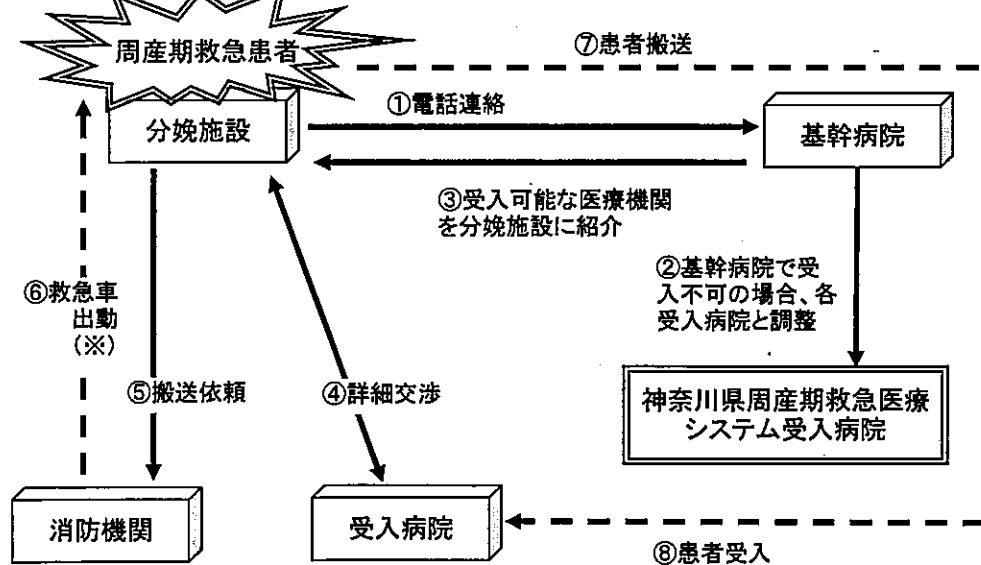 周産期救急患者
⑦患者搬送
①電話連絡
分娩施設
基幹病院
③受入可能な医療機関
を分娩施設に紹介
②基幹病院で受
入不可の場合、各
受入病院と調整
⑥救急車
出動
(※)
⑤搬送依頼
④詳細交渉
神奈川県周産期救急医療
システム受入病院
消防機関
受入病院
⑧患者受入